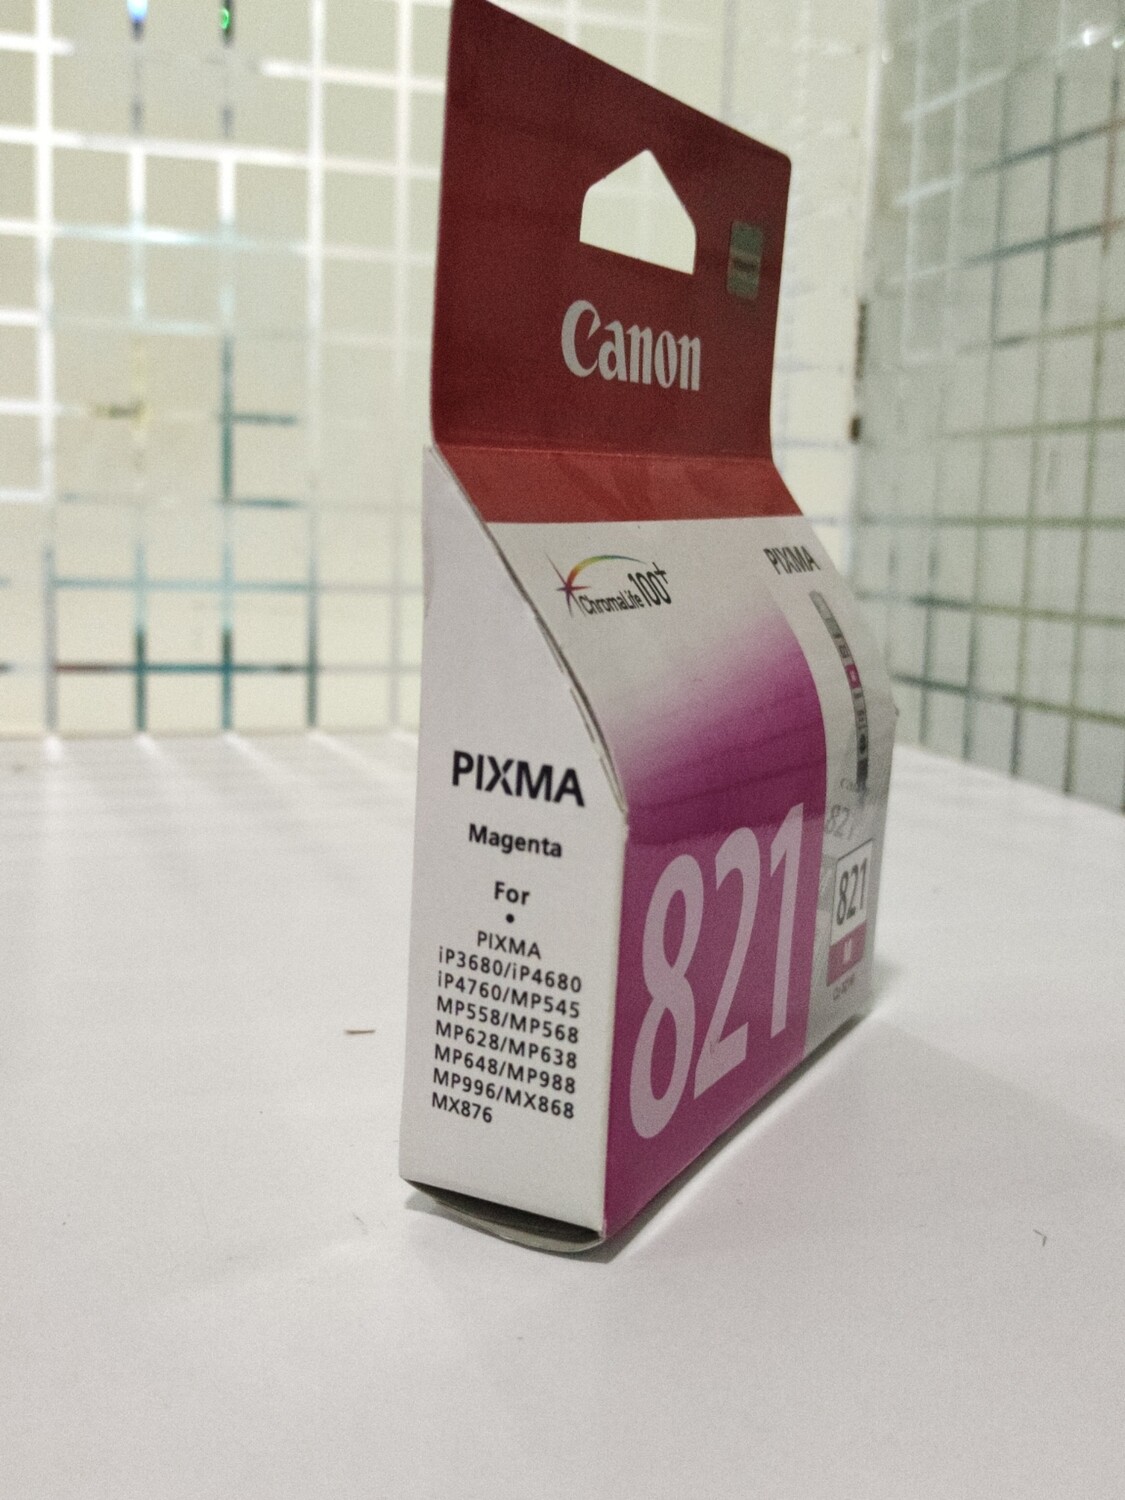 Canon
ChromaLife100+
PIXMA
821
821
M
PIXMA
Magenta
For
•
PIXMA
iP3680/iP4680
iP4760/MP545
MP558/MP568
MP628/MP638
MP648/MP988
MP996/MX868
MX876